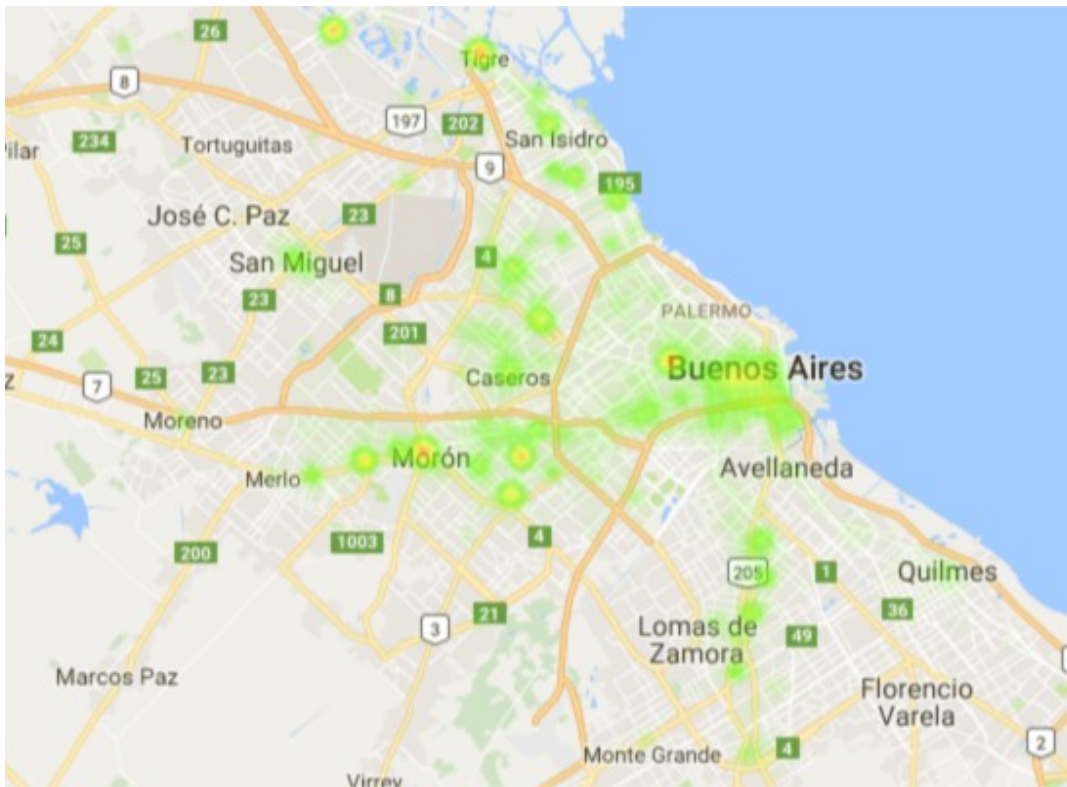 26
Tigre
8
197
202
234
Tortuguitas
San Isidro
ilar
9
195
23
José C. Paz
25
4
San Miguel
23
8
PALERMO
201
24
Buenos Aires
23
Caseros
25
7
Z
Moreno
Morón
Avellaneda
Merlo
1003
4
200
205
1
Quilmes
21
36
3
Lomas de
Zamora
49
Marcos Paz
Florencio
Varela
Monte Grande
4
2
Virrey